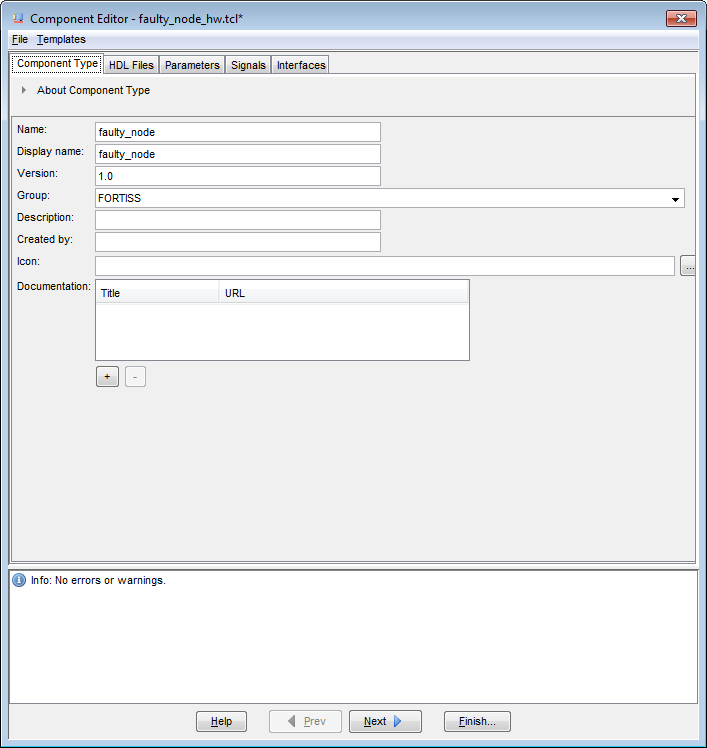 Component Editor - faulty_node_hw.tcl*
File Templates
Component Type HDL Files Parameters Signals Interfaces
About Component Type
Name: faulty_node
Display name: faulty_node
Version: 1.0
Group: FORTISS
Description:
Created by:
Icon: ...
Documentation: Title URL
+ -
Info: No errors or warnings.
Help Prev Next Finish...